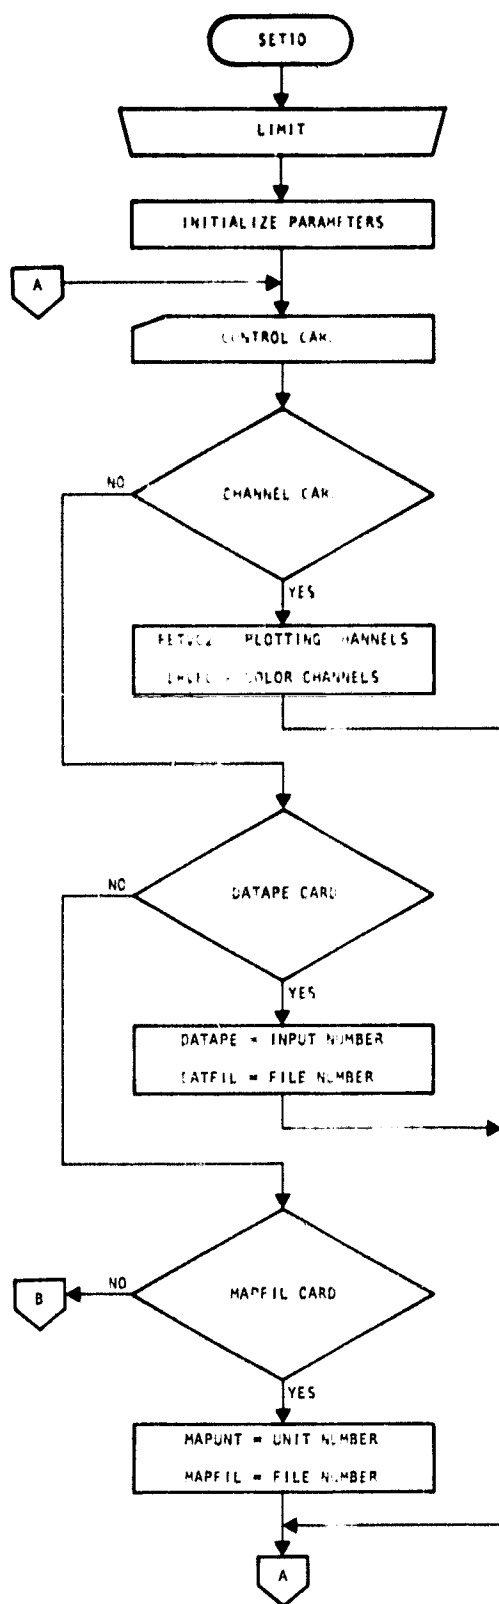 SETIO
LIMIT
INITIALIZE PARAMETERS
A
CONTROL
CHANNEL
NO
YES
PLOTTING
CHANNELS
NO
DATAPE CARD
YES
DATAPE = INPUT NUMBER
FILE NUMBER
MAPFIL CARD
NO
B
YES
MAPUNT = UNIT NUMBER
MAPFIL = FILE NUMBER
A